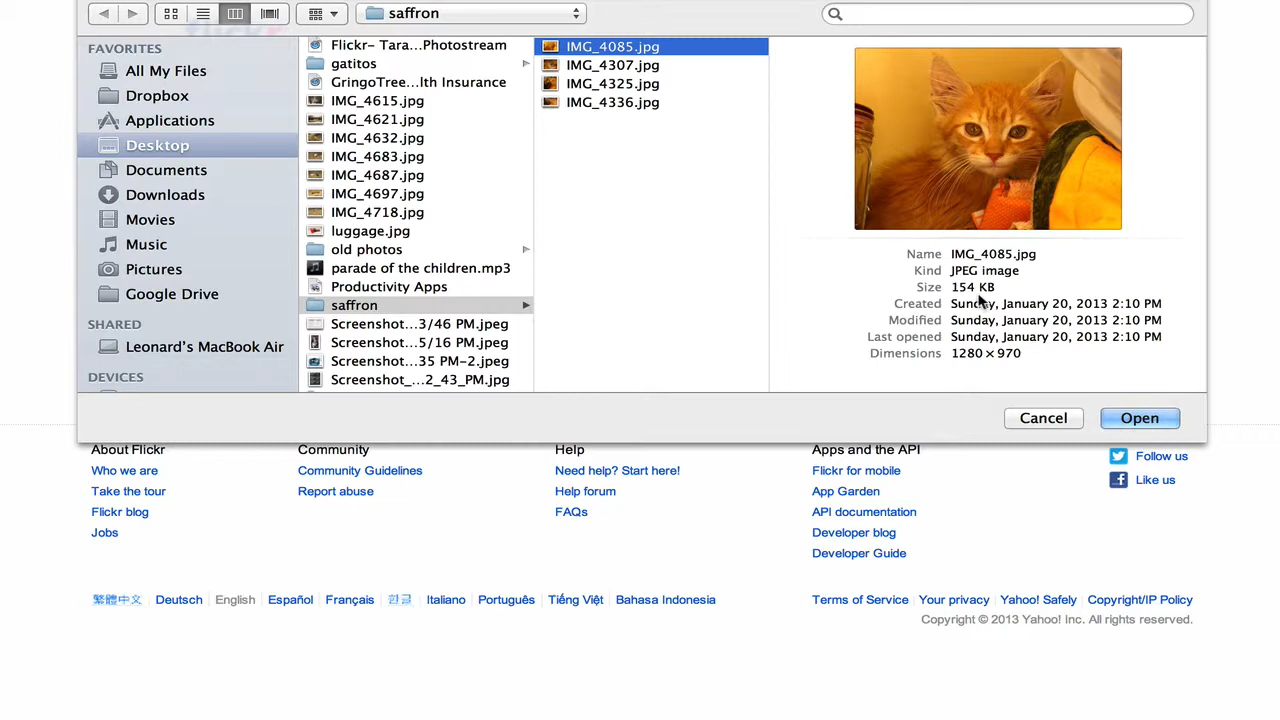 saffron
FAVORITES
All My Files
Dropbox
Applications
Desktop
Documents
Downloads
Movies
Music
Pictures
Google Drive
SHARED
Leonard's MacBook Air
DEVICES
Flickr- Tara...Photostream
gatitos
GringoTree...lth Insurance
IMG_4615.jpg
IMG_4621.jpg
IMG_4632.jpg
IMG_4683.jpg
IMG_4687.jpg
IMG_4697.jpg
IMG_4718.jpg
luggage.jpg
old photos
parade of the children.mp3
Productivity Apps
saffron
Screenshot...3/46 PM.jpeg
Screenshot...5/16 PM.jpeg
Screenshot...35 PM-2.jpeg
Screenshot_...2_43_PM.jpg
IMG_4085.jpg
IMG_4307.jpg
IMG_4325.jpg
IMG_4336.jpg
Name IMG_4085.jpg
Kind JPEG image
Size 154 KB
Created Sunday, January 20, 2013 2:10 PM
Modified Sunday, January 20, 2013 2:10 PM
Last opened Sunday, January 20, 2013 2:10 PM
Dimensions 1280×970
Cancel Open
About Flickr
Who we are
Take the tour
Flickr blog
Jobs
Community
Community Guidelines
Report abuse
Help
Need help? Start here!
Help forum
FAQs
Apps and the API
Flickr for mobile
App Garden
API documentation
Developer blog
Developer Guide
Follow us
Like us
繁體中文 Deutsch English Español Français 한글 Italiano Português Tiếng Việt Bahasa Indonesia
Terms of Service Your privacy Yahoo! Safely Copyright/IP Policy
Copyright © 2013 Yahoo! Inc. All rights reserved.